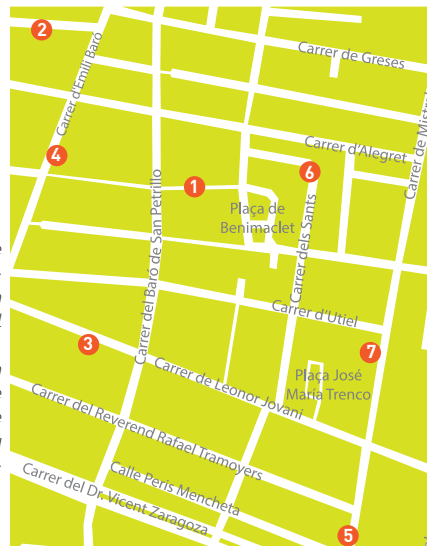 2
Carrer de Greses
Carrer d'Emili Baró
Carrer d'Alegret
Carrer de Mistral
4
6
1
Plaça de
Benimaclet
Carrer dels Sants
Carrer del Baró de San Petrillo
Carrer d'Utiel
3
7
Carrer de Leonor Jovani
Plaça José
María Trenco
Carrer del Reverend Rafael Tramoyers
Calle Peris Mencheta
Carrer del Dr. Vicent Zaragoza
5